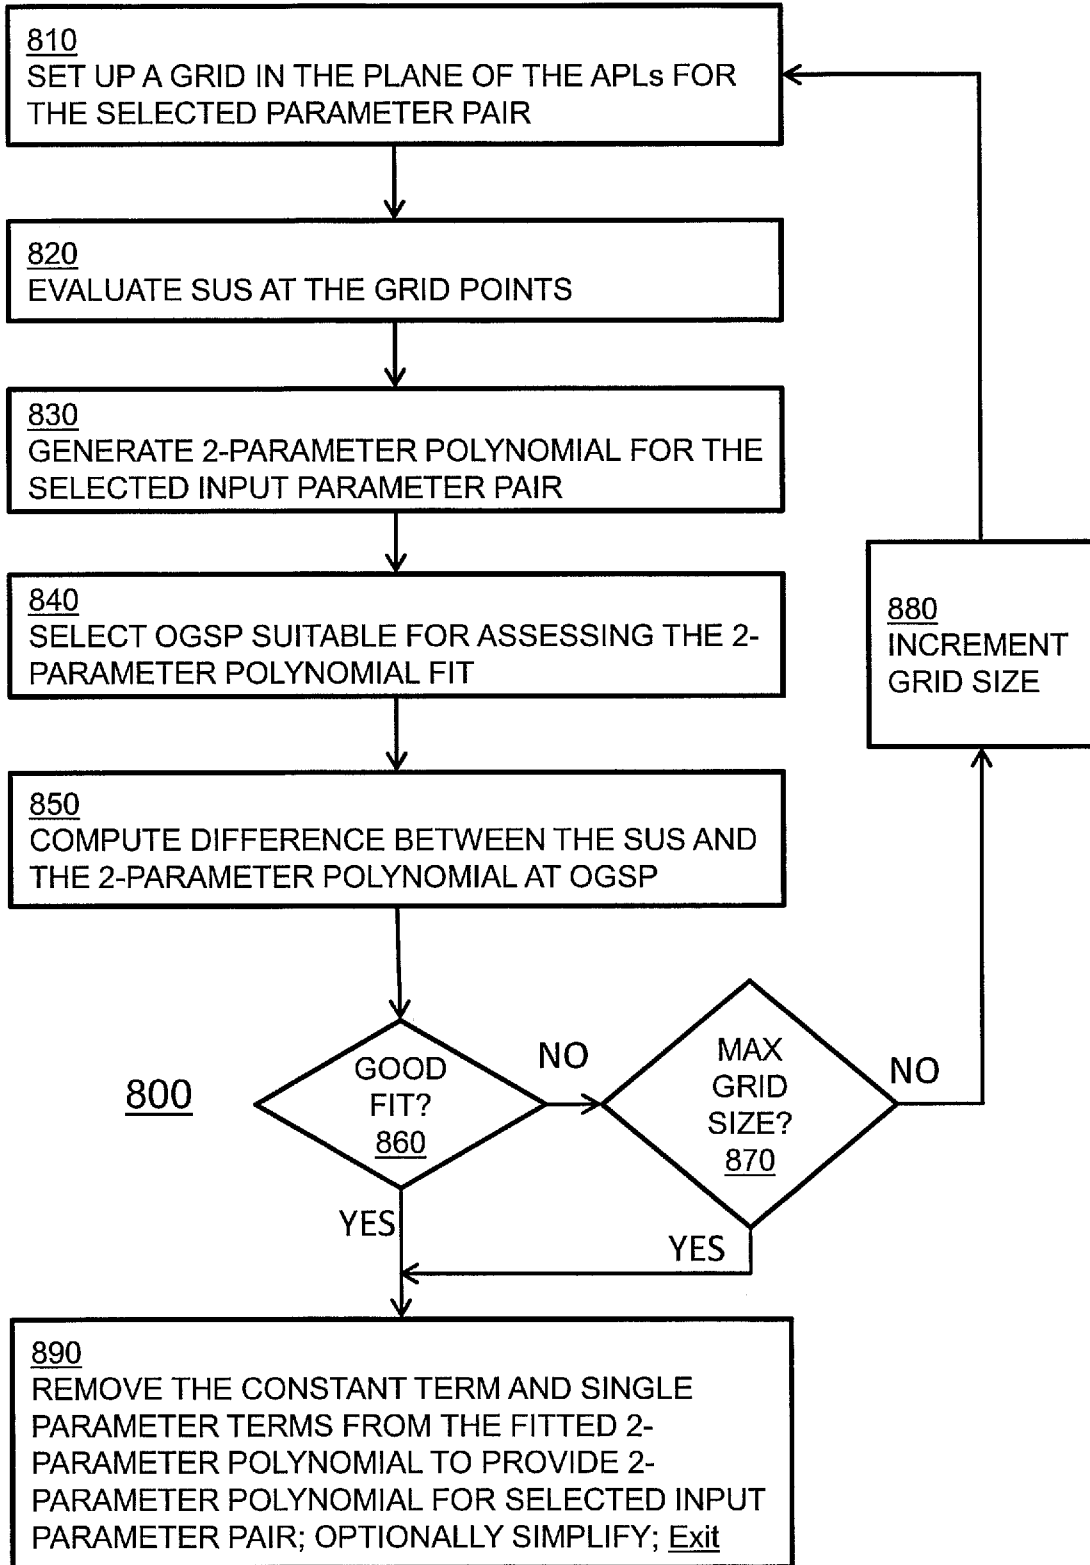 810
SET UP A GRID IN THE PLANE OF THE APLs FOR
THE SELECTED PARAMETER PAIR
820
EVALUATE SUS AT THE GRID POINTS
830
GENERATE 2-PARAMETER POLYNOMIAL FOR THE
SELECTED INPUT PARAMETER PAIR
840
SELECT OGSP SUITABLE FOR ASSESSING THE 2-
PARAMETER POLYNOMIAL FIT
880
INCREMENT
GRID SIZE
850
COMPUTE DIFFERENCE BETWEEN THE SUS AND
THE 2-PARAMETER POLYNOMIAL AT OGSP
800
GOOD
FIT?
860
NO
MAX
GRID
SIZE?
870
NO
YES
YES
890
REMOVE THE CONSTANT TERM AND SINGLE
PARAMETER TERMS FROM THE FITTED 2-
PARAMETER POLYNOMIAL TO PROVIDE 2-
PARAMETER POLYNOMIAL FOR SELECTED INPUT
PARAMETER PAIR; OPTIONALLY SIMPLIFY; Exit